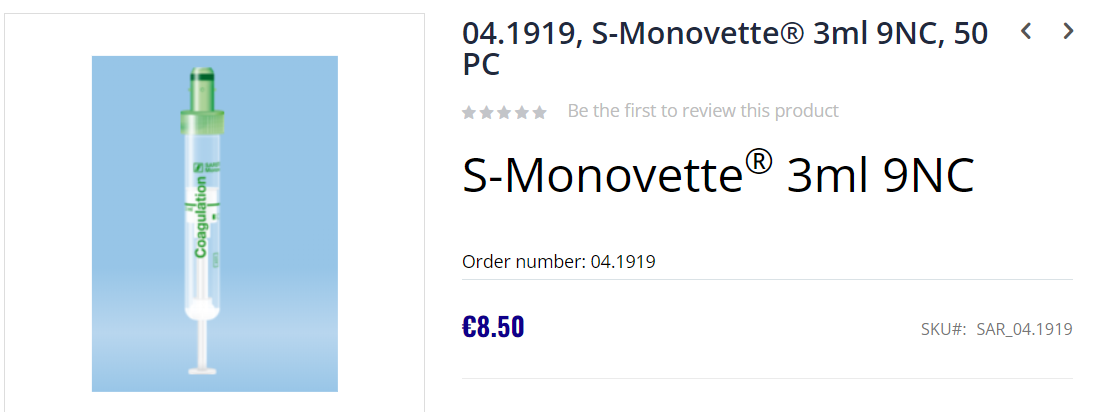 04.1919, S-Monovette® 3ml 9NC, 50
PC
Be the first to review this product
S-Monovette® 3ml 9NC
Order number: 04.1919
€8.50
SKU#: SAR_04.1919
Coagulation